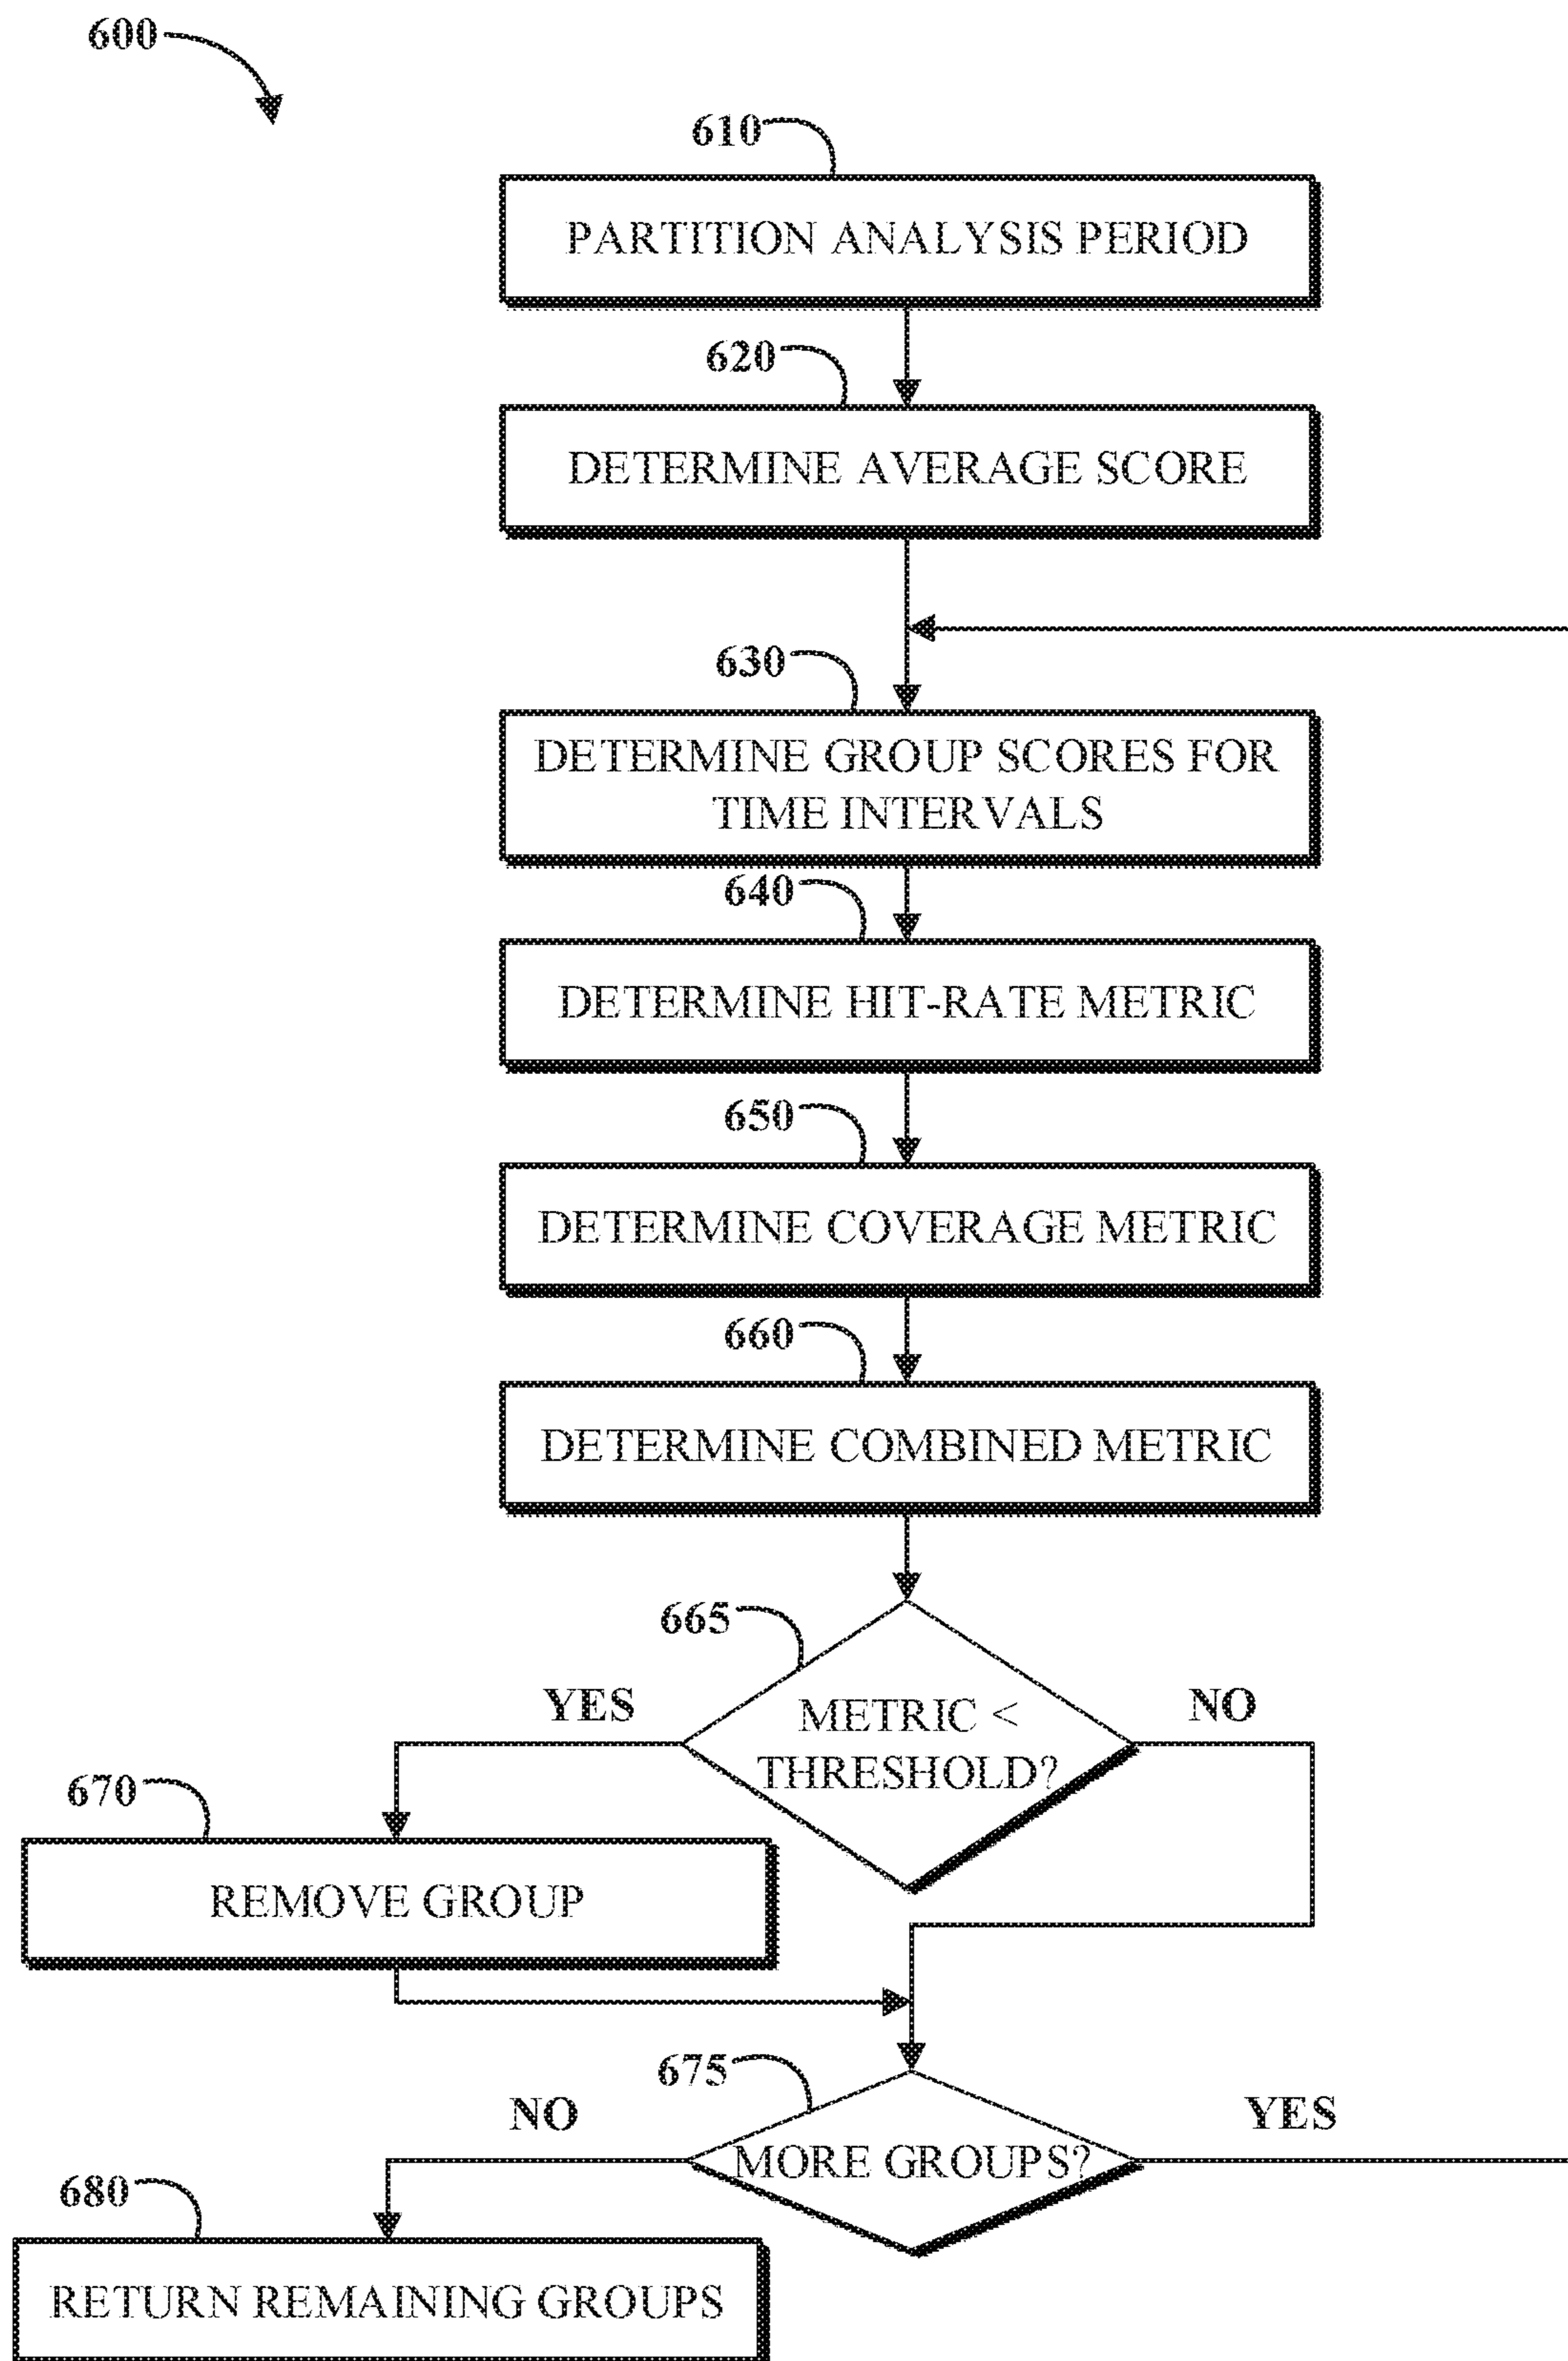 600
610
PARTITION ANALYSIS PERIOD
620
DETERMINE AVERAGE SCORE
630
DETERMINE GROUP SCORES FOR
TIME INTERVALS
640
DETERMINE HIT-RATE METRIC
650
DETERMINE COVERAGE METRIC
660
DETERMINE COMBINED METRIC
665
YES
METRIC <
THRESHOLD?
NO
670
REMOVE GROUP
675
NO
MORE GROUPS?
YES
680
RETURN REMAINING GROUPS